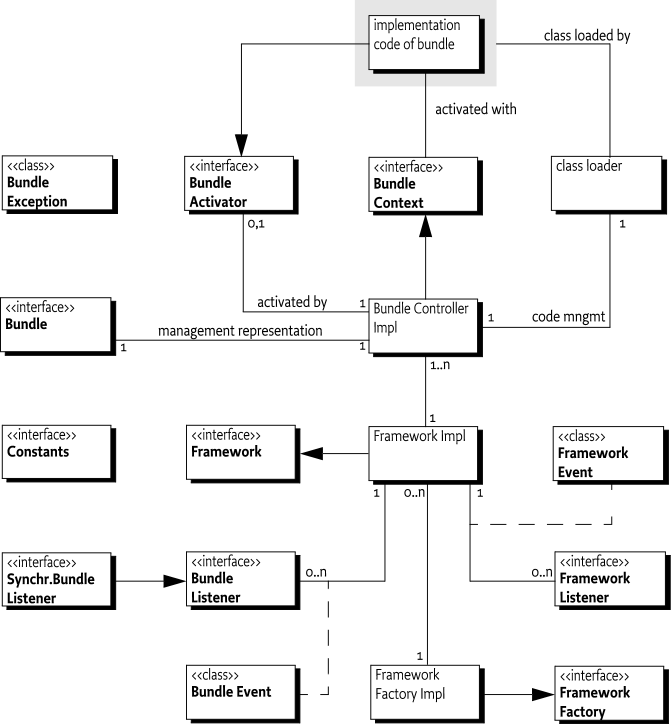 implementation
code of bundle
class loaded by
activated with
<<class>>
Bundle
Exception
<<interface>>
Bundle
Activator
<<interface>>
Bundle
Context
class loader
0,1
1
activated by
1
<<interface>>
Bundle
Bundle Controller
Impl
1
code mngmt
management representation
1
1
1..n
1
<<interface>>
Constants
<<interface>>
Framework
Framework Impl
<<class>>
Framework
Event
1
0..n
1
<<interface>>
Synchr.Bundle
Listener
<<interface>>
Bundle
Listener
0..n
0..n
<<interface>>
Framework
Listener
1
<<class>>
Bundle Event
Framework
Factory Impl
<<interface>>
Framework
Factory